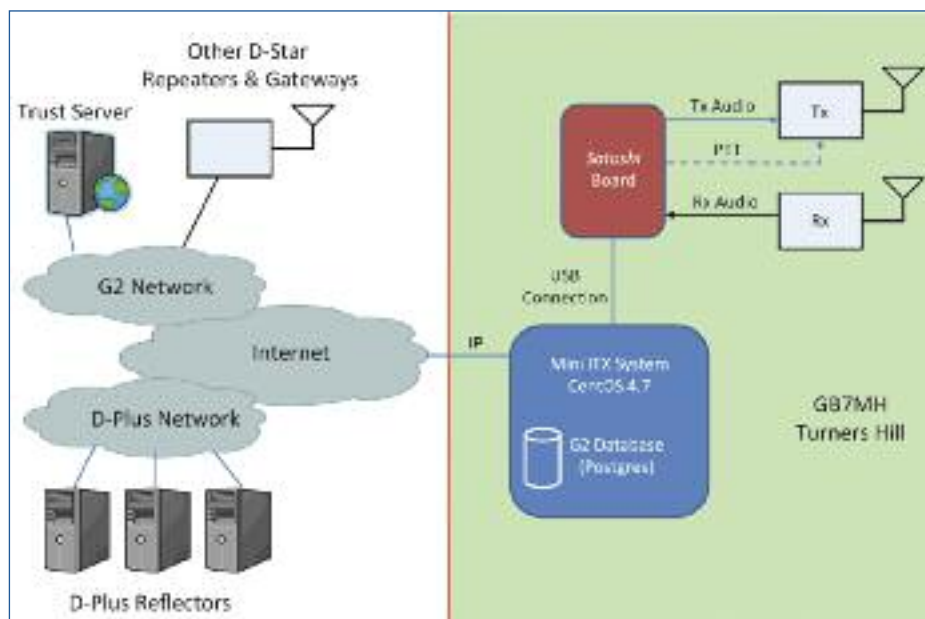 Other D-Star
Repeaters & Gateways
Trust Server
G2 Network
Internet
D-Plus Network
D-Plus Reflectors
Tx Audio
Tx
Satoshi
Board
PTT
Rx Audio
Rx
USB
Connection
IP
Mini ITX System
CentOS 4.7
G2 Database
(Postgres)
GB7MH
Turners Hill